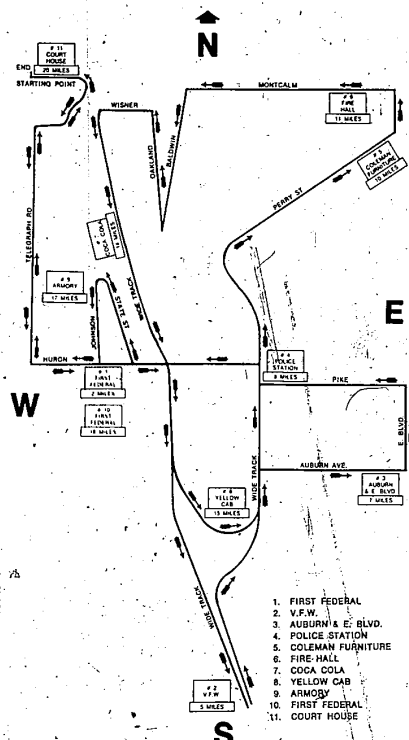 N
# 11
COURT
HOUSE
20 MILES
END
STARTING POINT
WISNER
MONTCALM
# 6
FIRE
HALL
11 MILES
OAKLAND
BALDWIN
# 5
COLEMAN
FURNITURE
10 MILES
PERRY ST
TELEGRAPH RD
COCA COLA
WIDE TRACK
# 9
ARMORY
17 MILES
JOHNSON
STATE ST
E
HURON
# 1
FIRST
FEDERAL
2 MILES
# 4
POLICE
STATION
8 MILES
PIKE
W
# 10
FIRST
FEDERAL
18 MILES
E. BLVD
WIDE TRACK
AUBURN AVE.
# 8
YELLOW
CAB
15 MILES
# 3
AUBURN
& E. BLVD
7 MILES
WIDE TRACK
1. FIRST FEDERAL
2. V.F.W.
3. AUBURN & E. BLVD.
4. POLICE STATION
5. COLEMAN FURNITURE
6. FIRE HALL
7. COCA COLA
8. YELLOW CAB
9. ARMORY
10. FIRST FEDERAL
11. COURT HOUSE
# 2
V.F.W
5 MILES
S